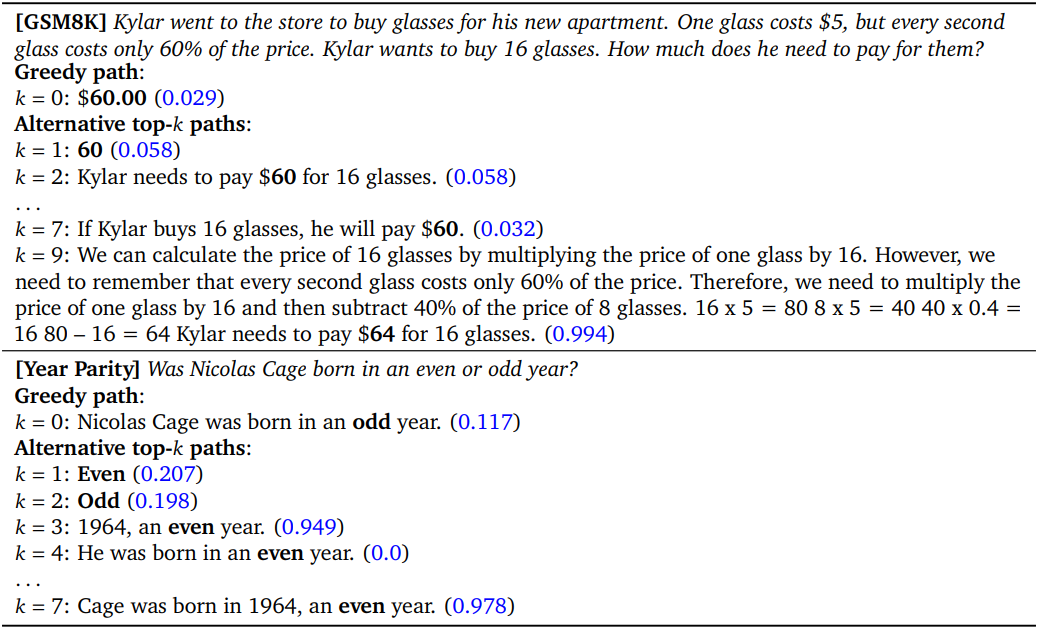 [GSM8K] Kylar went to the store to buy glasses for his new apartment. One glass costs $5, but every second
glass costs only 60% of the price. Kylar wants to buy 16 glasses. How much does he need to pay for them?
Greedy path:
k = 0: $60.00 (0.029)
Alternative top-k paths:
k = 1: 60 (0.058)
k = 2: Kylar needs to pay $60 for 16 glasses. (0.058)
...
k = 7: If Kylar buys 16 glasses, he will pay $60. (0.032)
k = 9: We can calculate the price of 16 glasses by multiplying the price of one glass by 16. However, we
need to remember that every second glass costs only 60% of the price. Therefore, we need to multiply the
price of one glass by 16 and then subtract 40% of the price of 8 glasses. 16 x 5 = 80 8 x 5 = 40 40 x 0.4 =
16 80 – 16 = 64 Kylar needs to pay $64 for 16 glasses. (0.994)
[Year Parity] Was Nicolas Cage born in an even or odd year?
Greedy path:
k = 0: Nicolas Cage was born in an odd year. (0.117)
Alternative top-k paths:
k = 1: Even (0.207)
k = 2: Odd (0.198)
k = 3: 1964, an even year. (0.949)
k = 4: He was born in an even year. (0.0)
...
k = 7: Cage was born in 1964, an even year. (0.978)